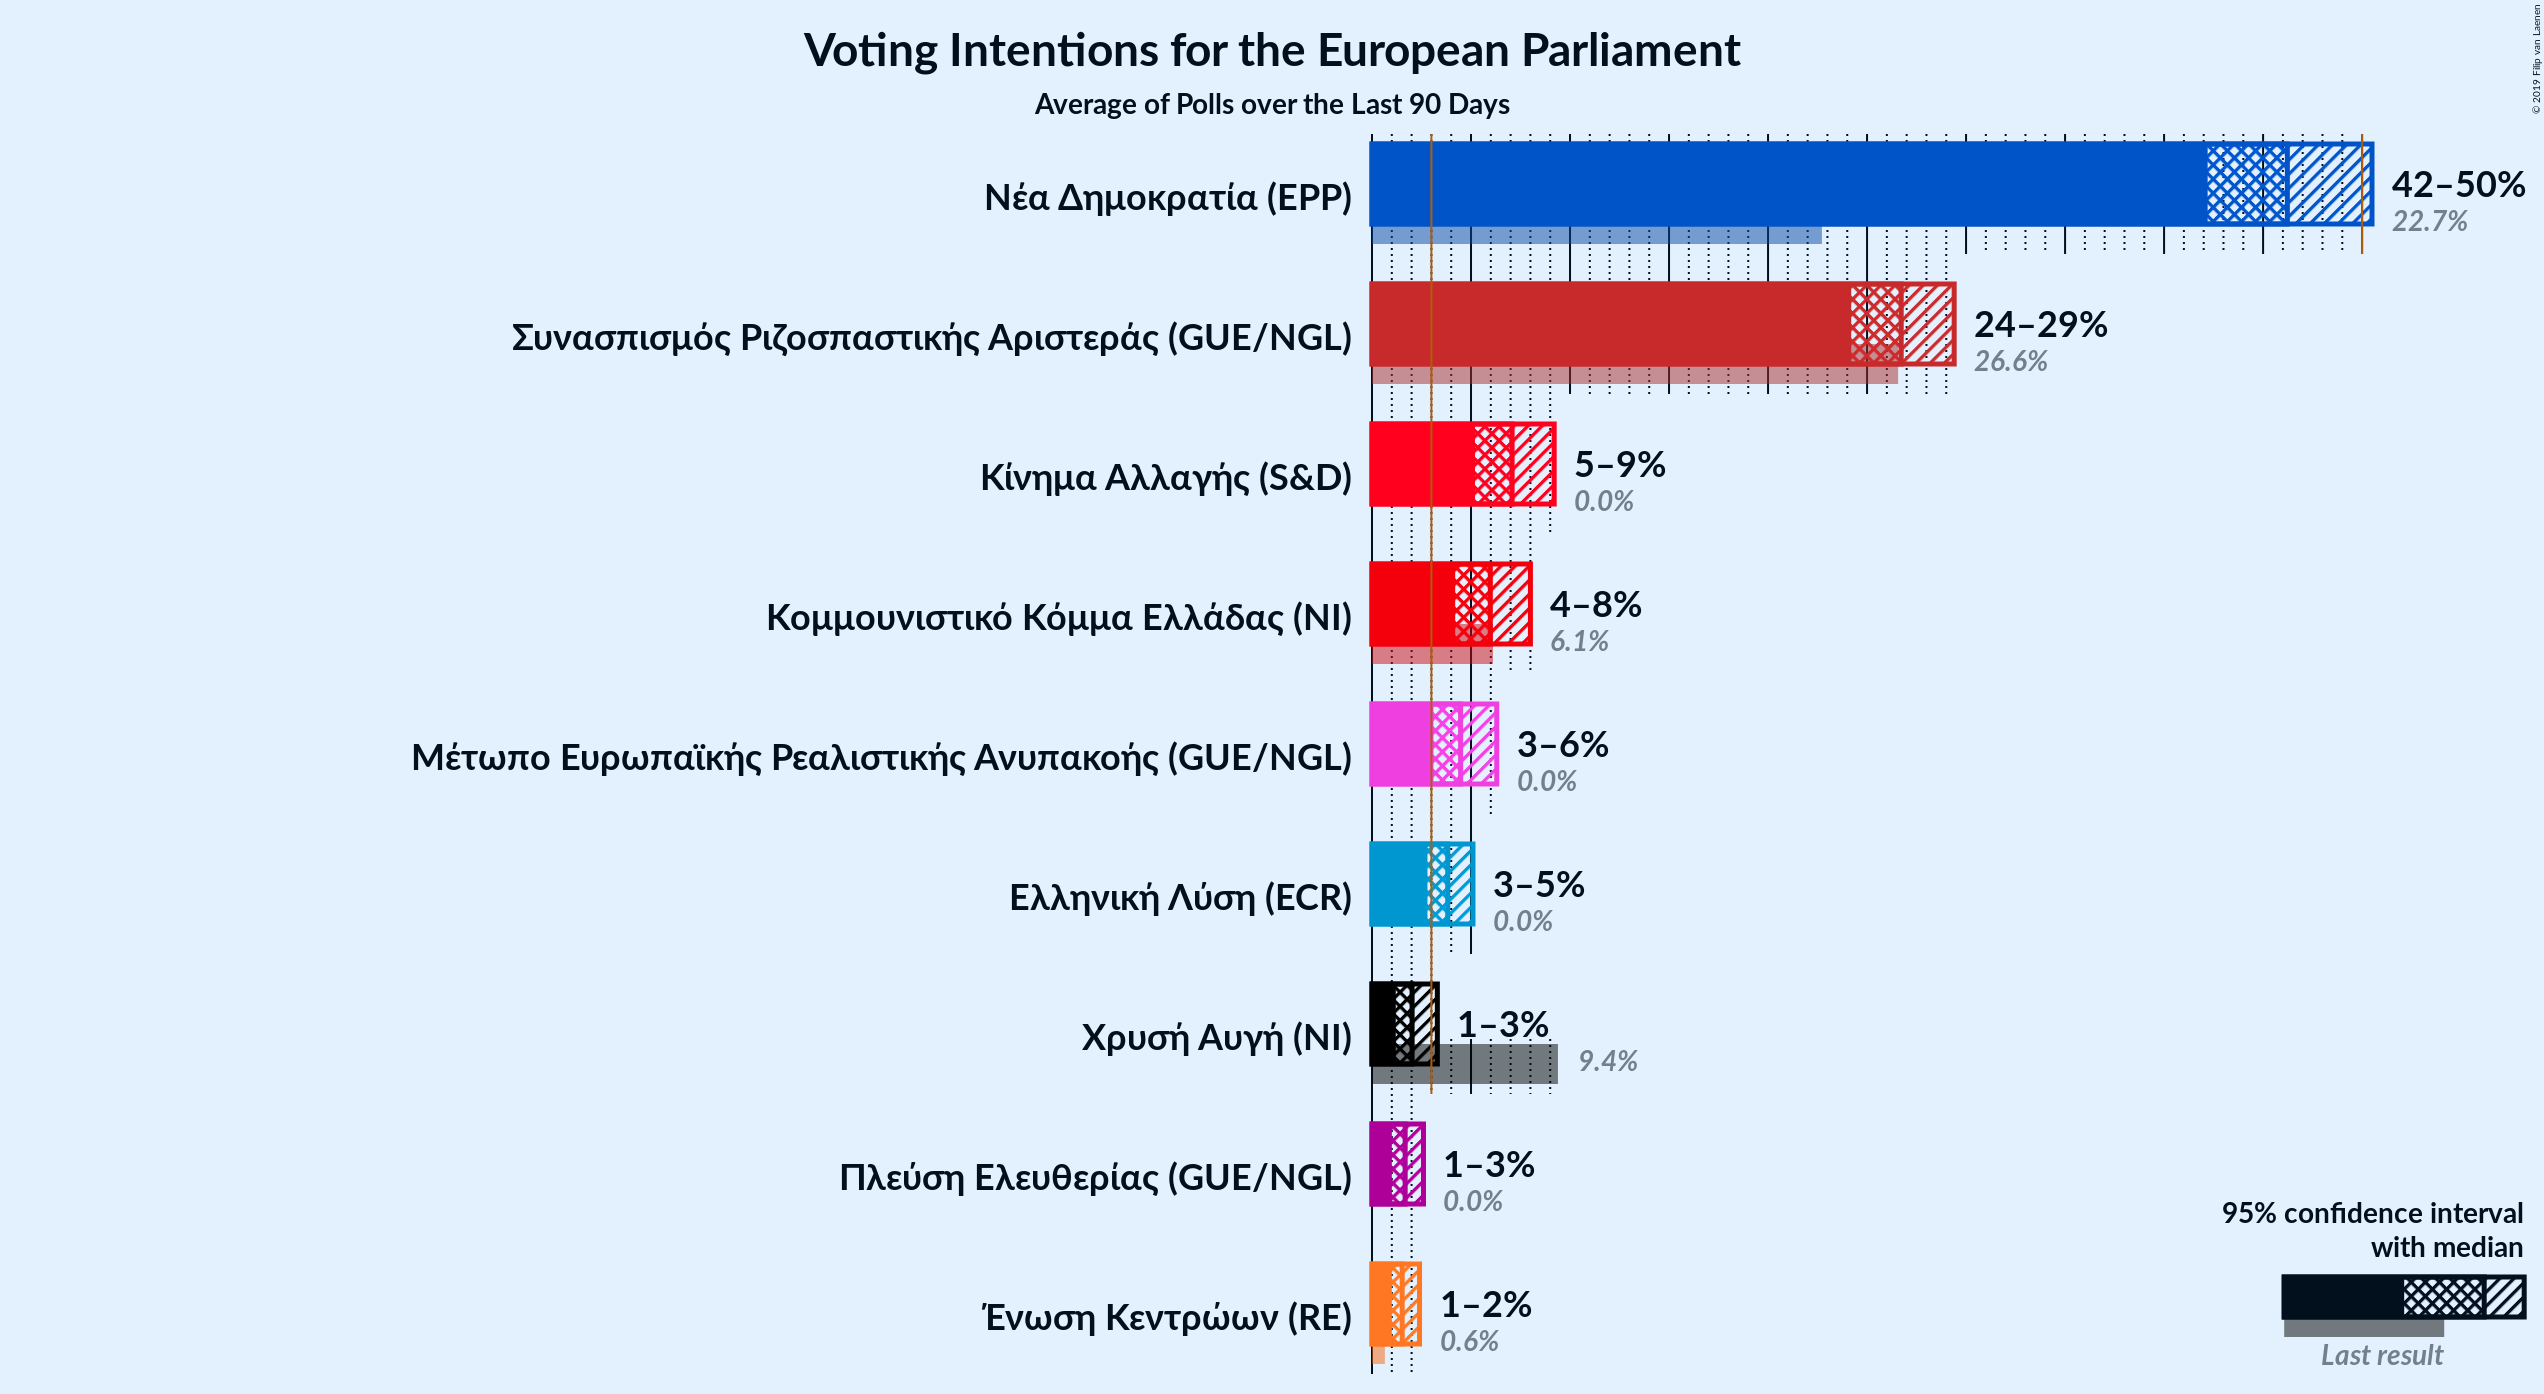 Voting Intentions for the European Parliament
Average of Polls over the Last 90 Days
© 2019 Filip van Laenen
Νέα Δημοκρατία (EPP)
42–50%
22.7%
Συνασπισμός Ριζοσπαστικής Αριστεράς (GUE/NGL)
24–29%
26.6%
Κίνημα Αλλαγής (S&D)
5–9%
0.0%
Κομμουνιστικό Κόμμα Ελλάδας (NI)
4–8%
6.1%
Μέτωπο Ευρωπαϊκής Ρεαλιστικής Ανυπακοής (GUE/NGL)
3–6%
0.0%
Ελληνική Λύση (ECR)
3–5%
0.0%
Χρυσή Αυγή (NI)
1–3%
9.4%
Πλεύση Ελευθερίας (GUE/NGL)
1–3%
0.0%
Ένωση Κεντρώων (RE)
1–2%
0.6%
95% confidence interval
with median
Last result